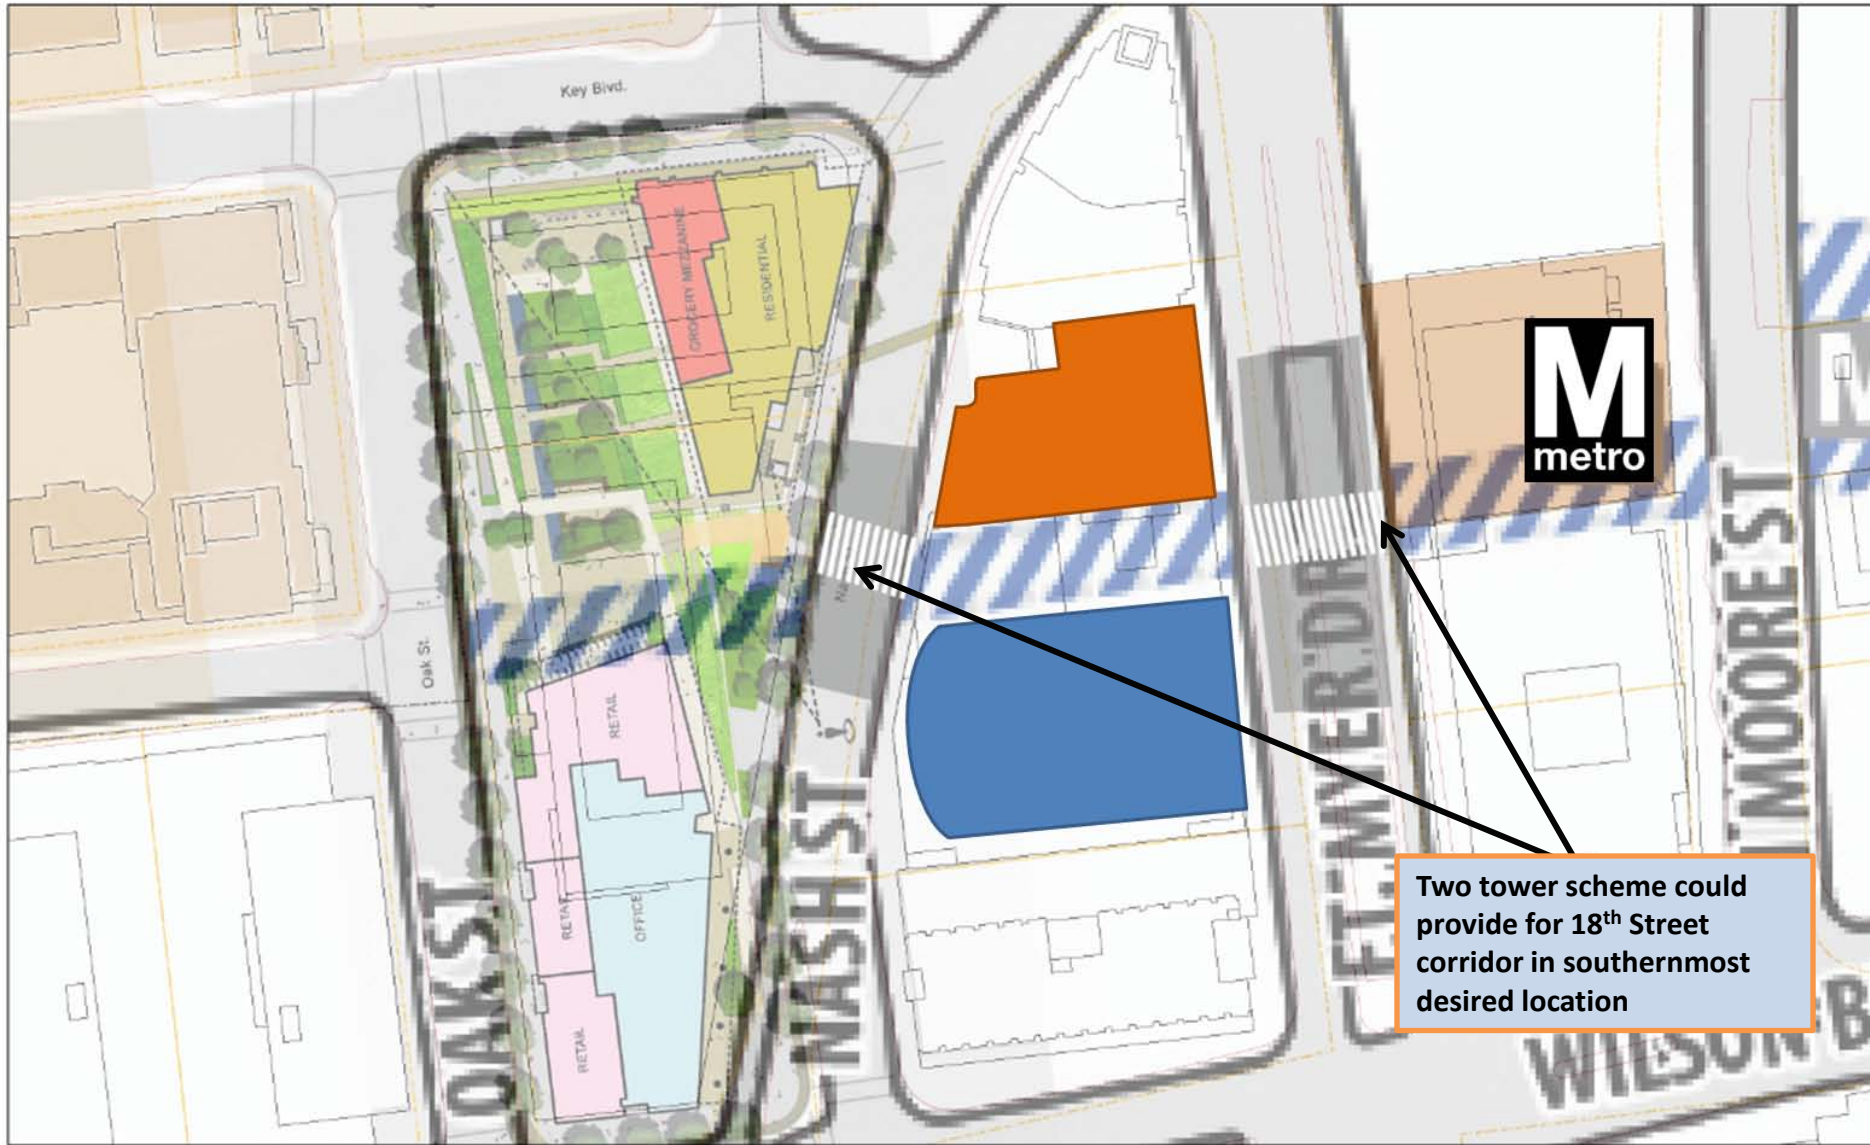 Key Blvd.
GROCERY MEZZANINE
RESIDENTIAL
M
metro
M
Oak St.
RETAIL
RETAIL
OFFICE
RETAIL
OAK ST
NASH ST
FT. MYER DR
MOORE ST
Two tower scheme could
provide for 18th Street
corridor in southernmost
desired location
WILSON B